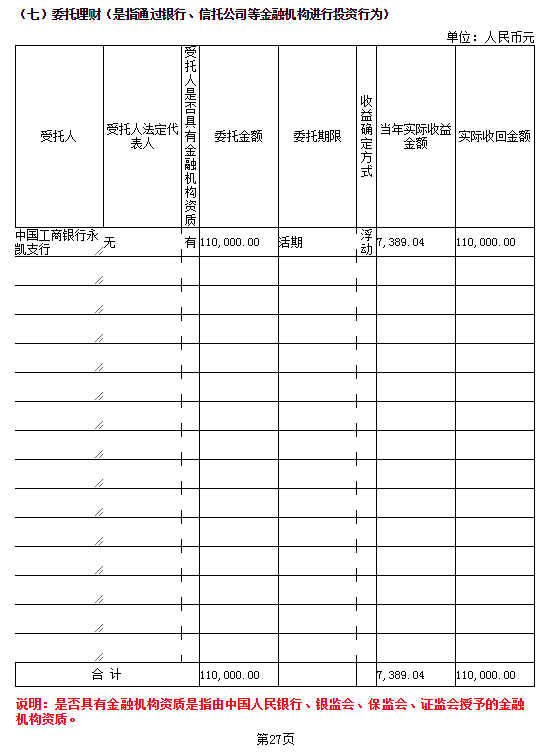 （七）委托理财（是指通过银行、信托公司等金融机构进行投资行为）
单位: 人民币元
受托人
受托人法定代
表人
受托人是否具有金融机构资质
委托金额
委托期限
收益确定方式
当年实际收益
金额
实际收回金额
中国工商银行永
凯支行
无
有
110,000.00
活期
浮
动
7,389.04
110,000.00
合 计
110,000.00
7,389.04
110,000.00
说明: 是否具有金融机构资质是指由中国人民银行、银监会、保监会、证监会授予的金融
机构资质。
第27页